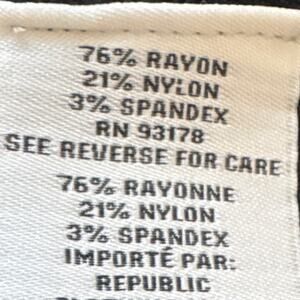 76% RAYON
21% NYLON
3% SPANDEX
RN 93178
SEE REVERSE FOR CARE
76% RAYONNE
21% NYLON
3% SPANDEX
IMPORTÉ PAR:
REPUBLIC